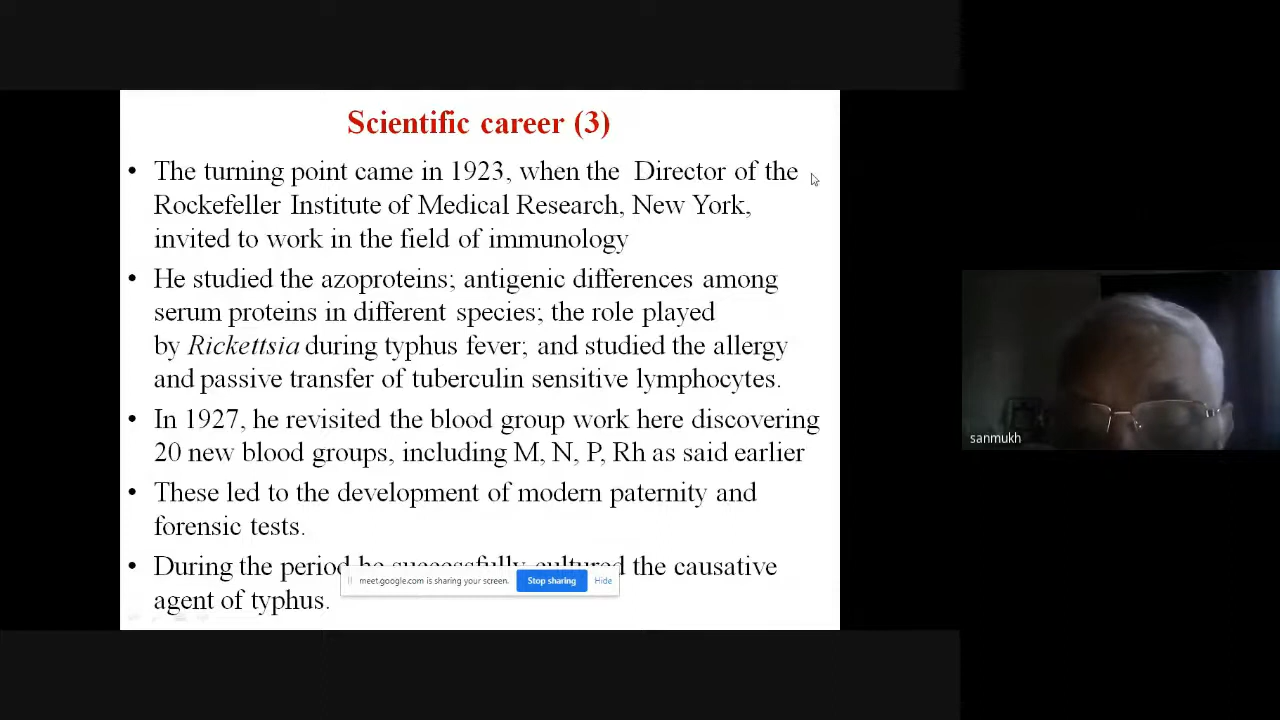 Scientific career (3)
• The turning point came in 1923, when the Director of the
Rockefeller Institute of Medical Research, New York,
invited to work in the field of immunology
• He studied the azoproteins; antigenic differences among
serum proteins in different species; the role played
by Rickettsia during typhus fever; and studied the allergy
and passive transfer of tuberculin sensitive lymphocytes.
• In 1927, he revisited the blood group work here discovering
20 new blood groups, including M, N, P, Rh as said earlier
• These led to the development of modern paternity and
forensic tests.
• During the period he successfully cultured the causative
agent of typhus.
meet.google.com is sharing your screen. Stop sharing Hide
sanmukh